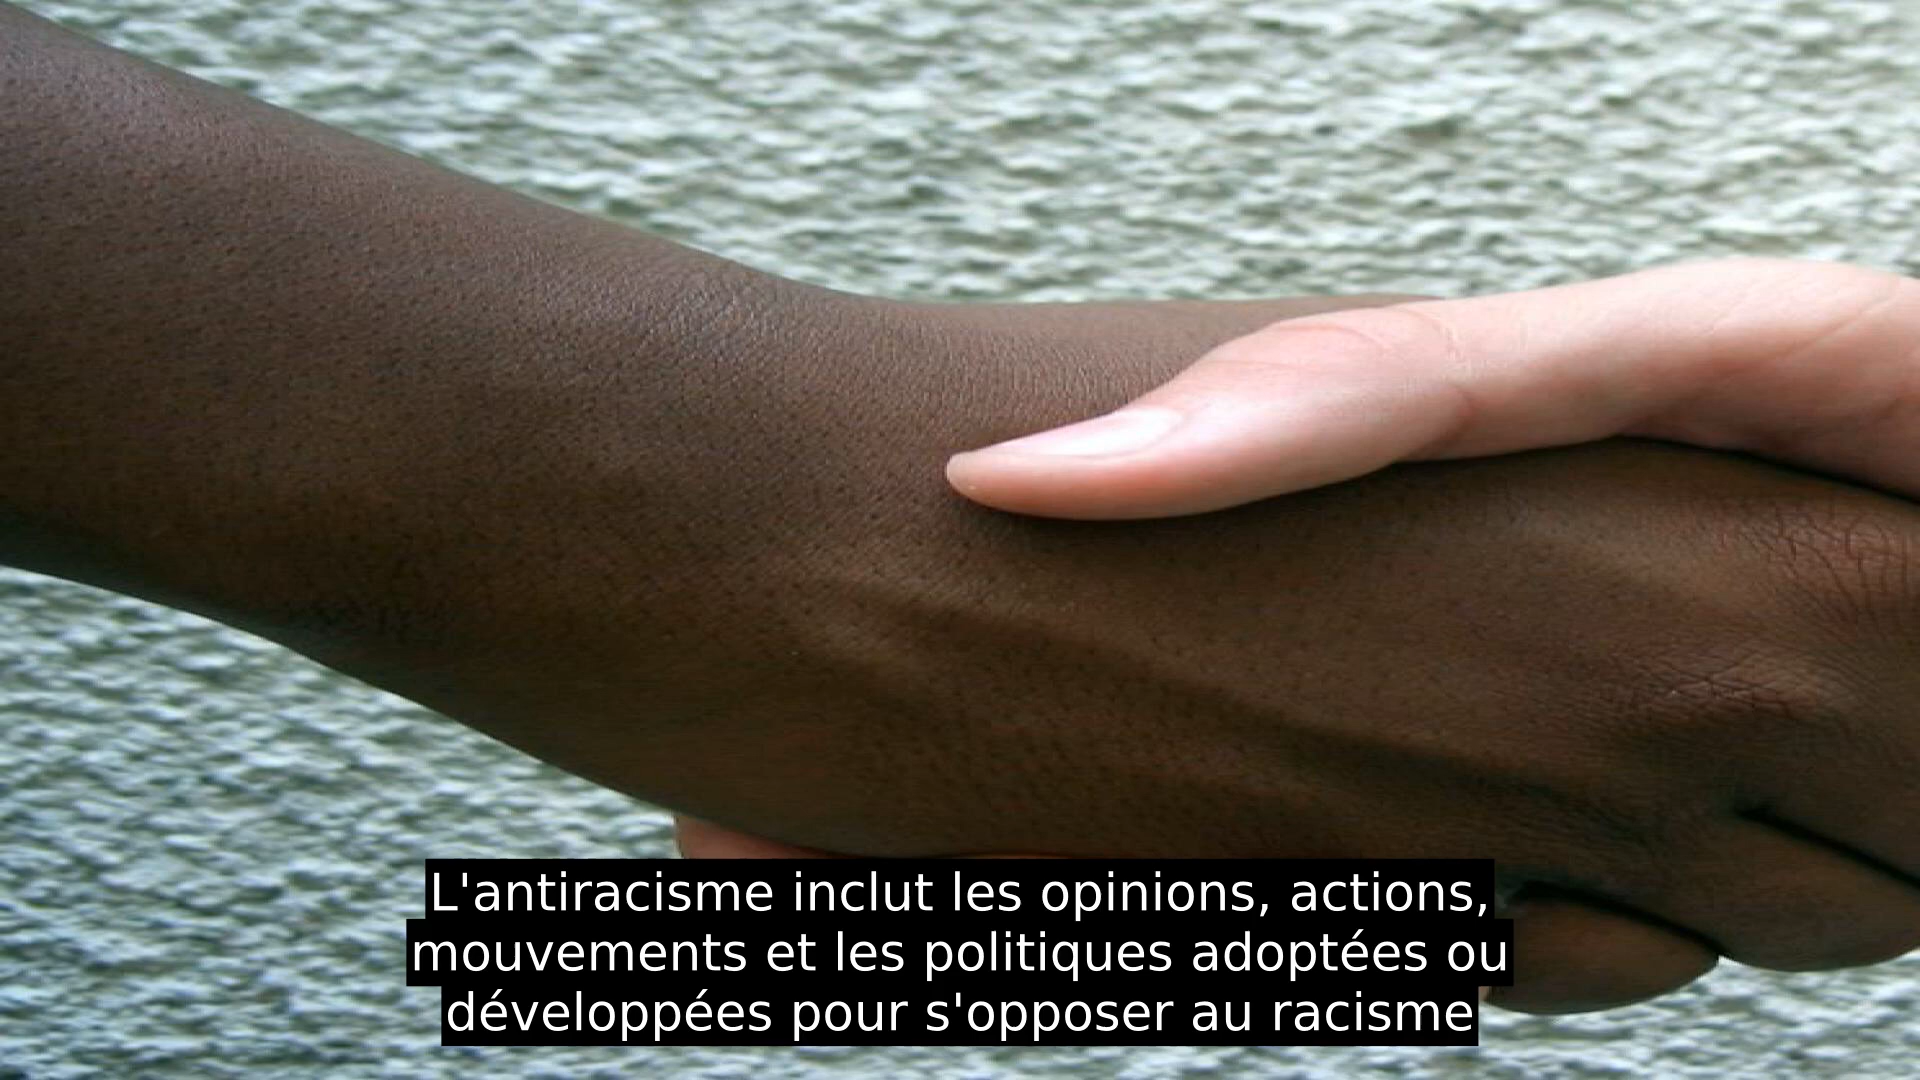 L'antiracisme inclut les opinions, actions,
mouvements et les politiques adoptées ou
développées pour s'opposer au racisme